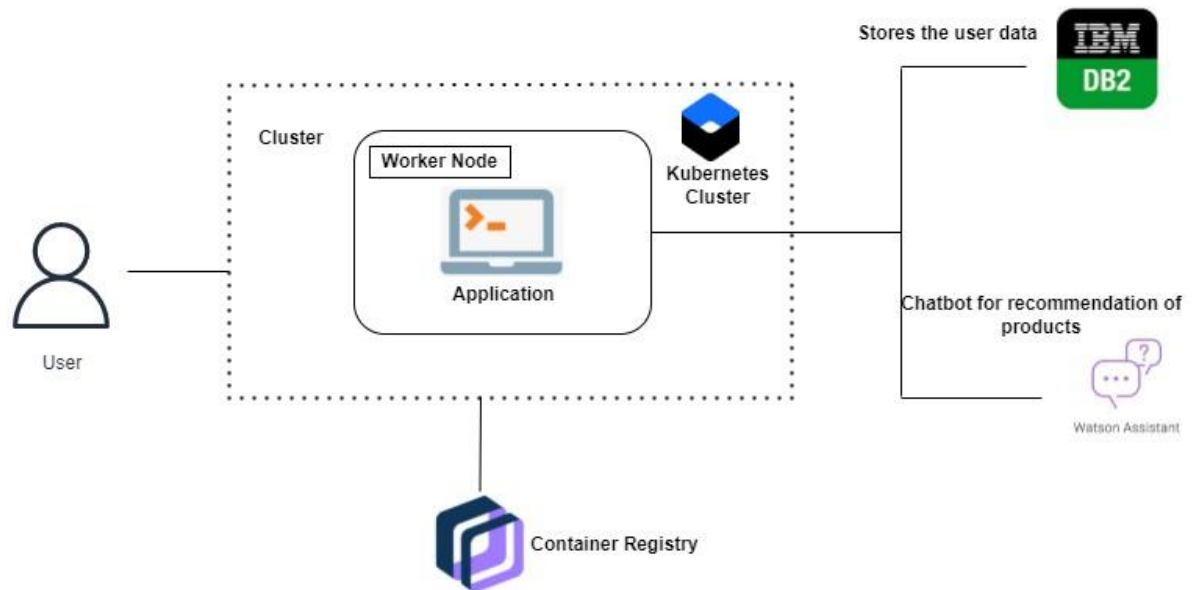 Stores the user data
IBM
DB2
Cluster
Worker Node
Kubernetes
Cluster
Application
User
Chatbot for recommendation of
products
?
Watson Assistant
Container Registry